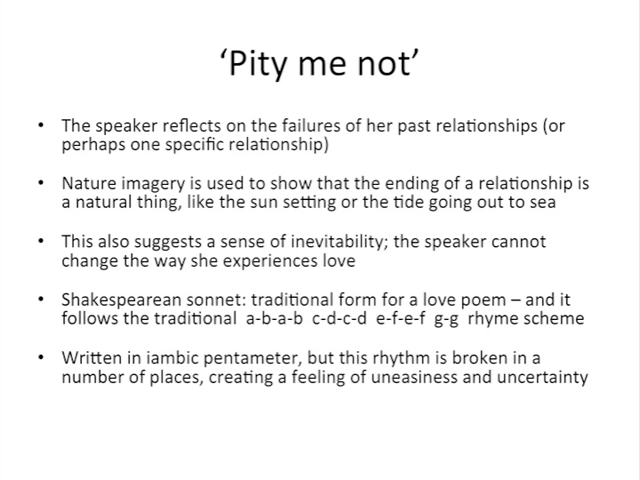 ‘Pity me not’
• The speaker reflects on the failures of her past relationships (or
perhaps one specific relationship)
• Nature imagery is used to show that the ending of a relationship is
a natural thing, like the sun setting or the tide going out to sea
• This also suggests a sense of inevitability; the speaker cannot
change the way she experiences love
• Shakespearean sonnet: traditional form for a love poem – and it
follows the traditional a-b-a-b c-d-c-d e-f-e-f g-g rhyme scheme
• Written in iambic pentameter, but this rhythm is broken in a
number of places, creating a feeling of uneasiness and uncertainty